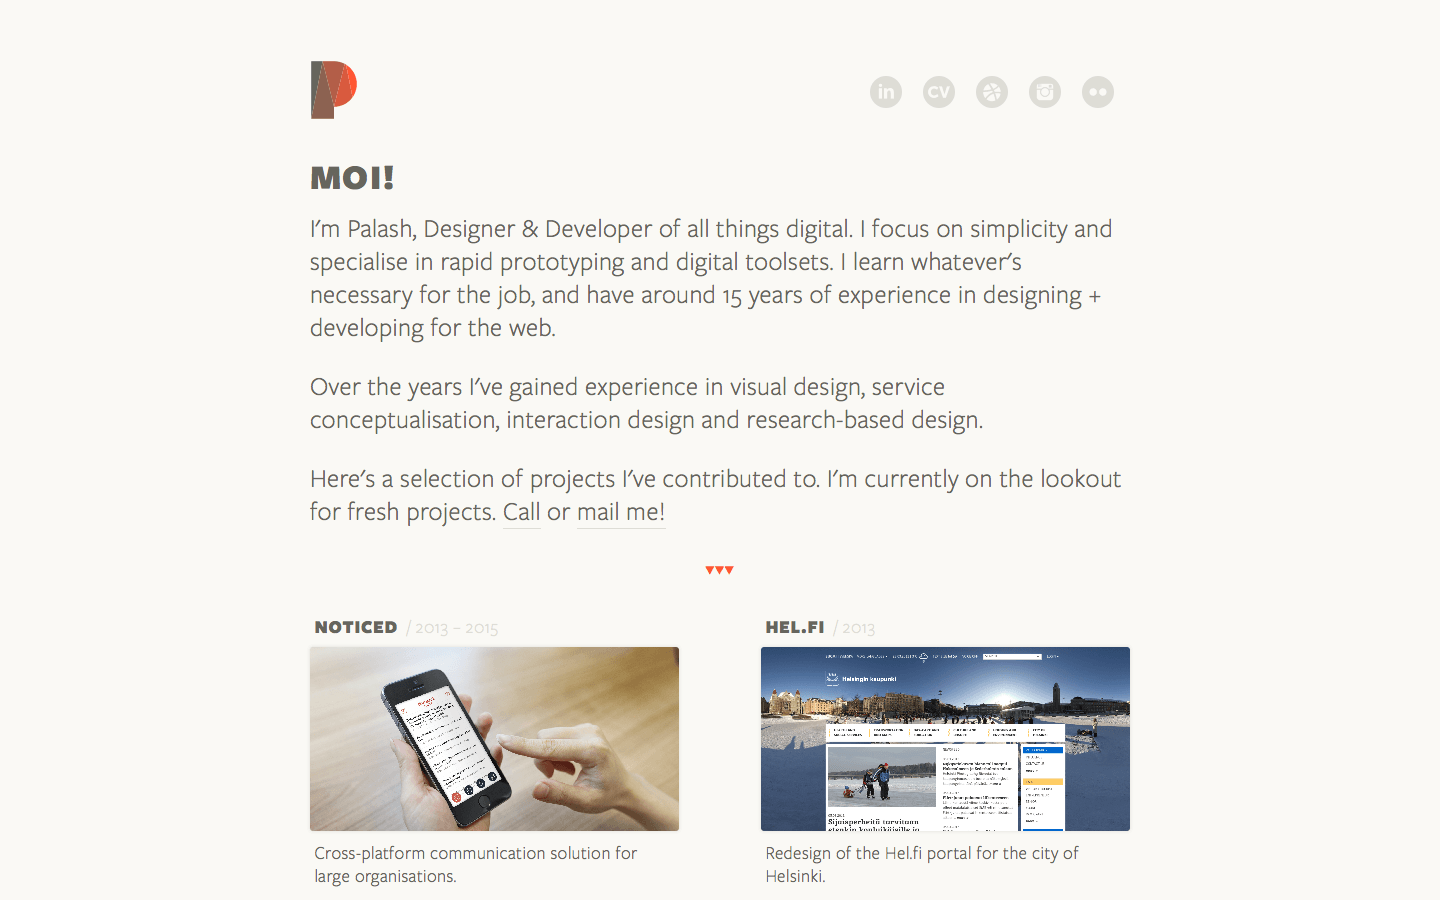 in
CV
MOI!
I'm Palash, Designer & Developer of all things digital. I focus on simplicity and
specialise in rapid prototyping and digital toolsets. I learn whatever's
necessary for the job, and have around 15 years of experience in designing +
developing for the web.
Over the years I've gained experience in visual design, service
conceptualisation, interaction design and research-based design.
Here's a selection of projects I've contributed to. I'm currently on the lookout
for fresh projects. Call or mail me!
NOTICED / 2013 – 2015
Cross-platform communication solution for
large organisations.
HEL.FI / 2013
Helsingin kaupunki
Redesign of the Hel.fi portal for the city of
Helsinki.